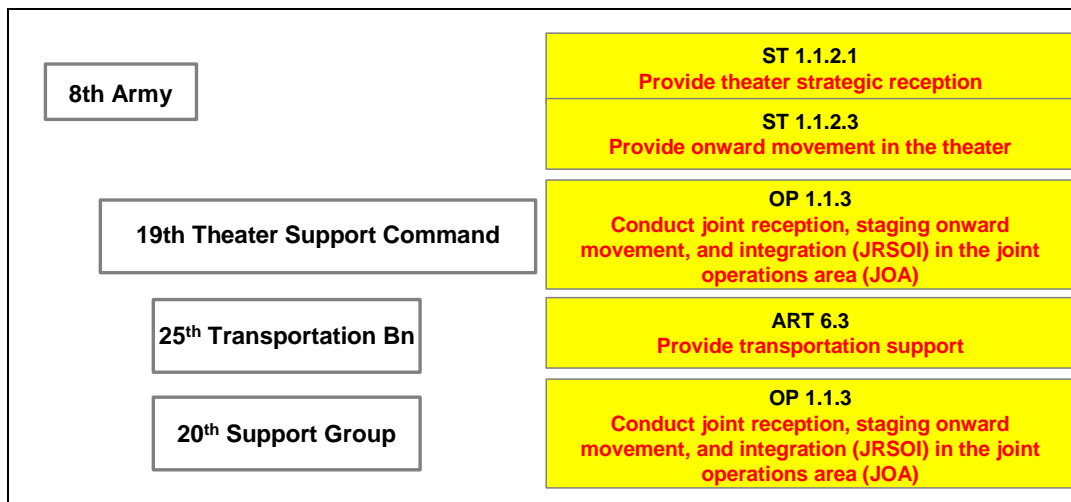 8th Army
ST 1.1.2.1
Provide theater strategic reception
ST 1.1.2.3
Provide onward movement in the theater
19th Theater Support Command
OP 1.1.3
Conduct joint reception, staging onward
movement, and integration (JRSOI) in the joint
operations area (JOA)
25th Transportation Bn
ART 6.3
Provide transportation support
20th Support Group
OP 1.1.3
Conduct joint reception, staging onward
movement, and integration (JRSOI) in the joint
operations area (JOA)